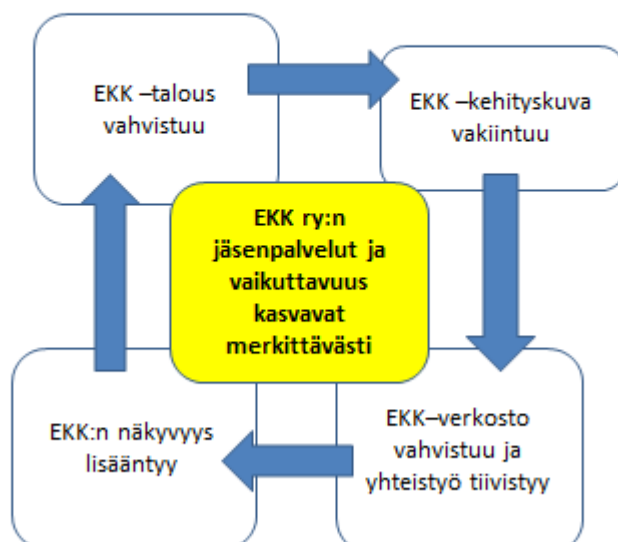 EKK –talous
vahvistuu
EKK –kehityskuva
vakiintuu
EKK ry:n
jäsenpalvelut ja
vaikuttavuus
kasvavat
merkittävästi
EKK:n näkyvyys
lisääntyy
EKK–verkosto
vahvistuu ja
yhteistyö tiivistyy